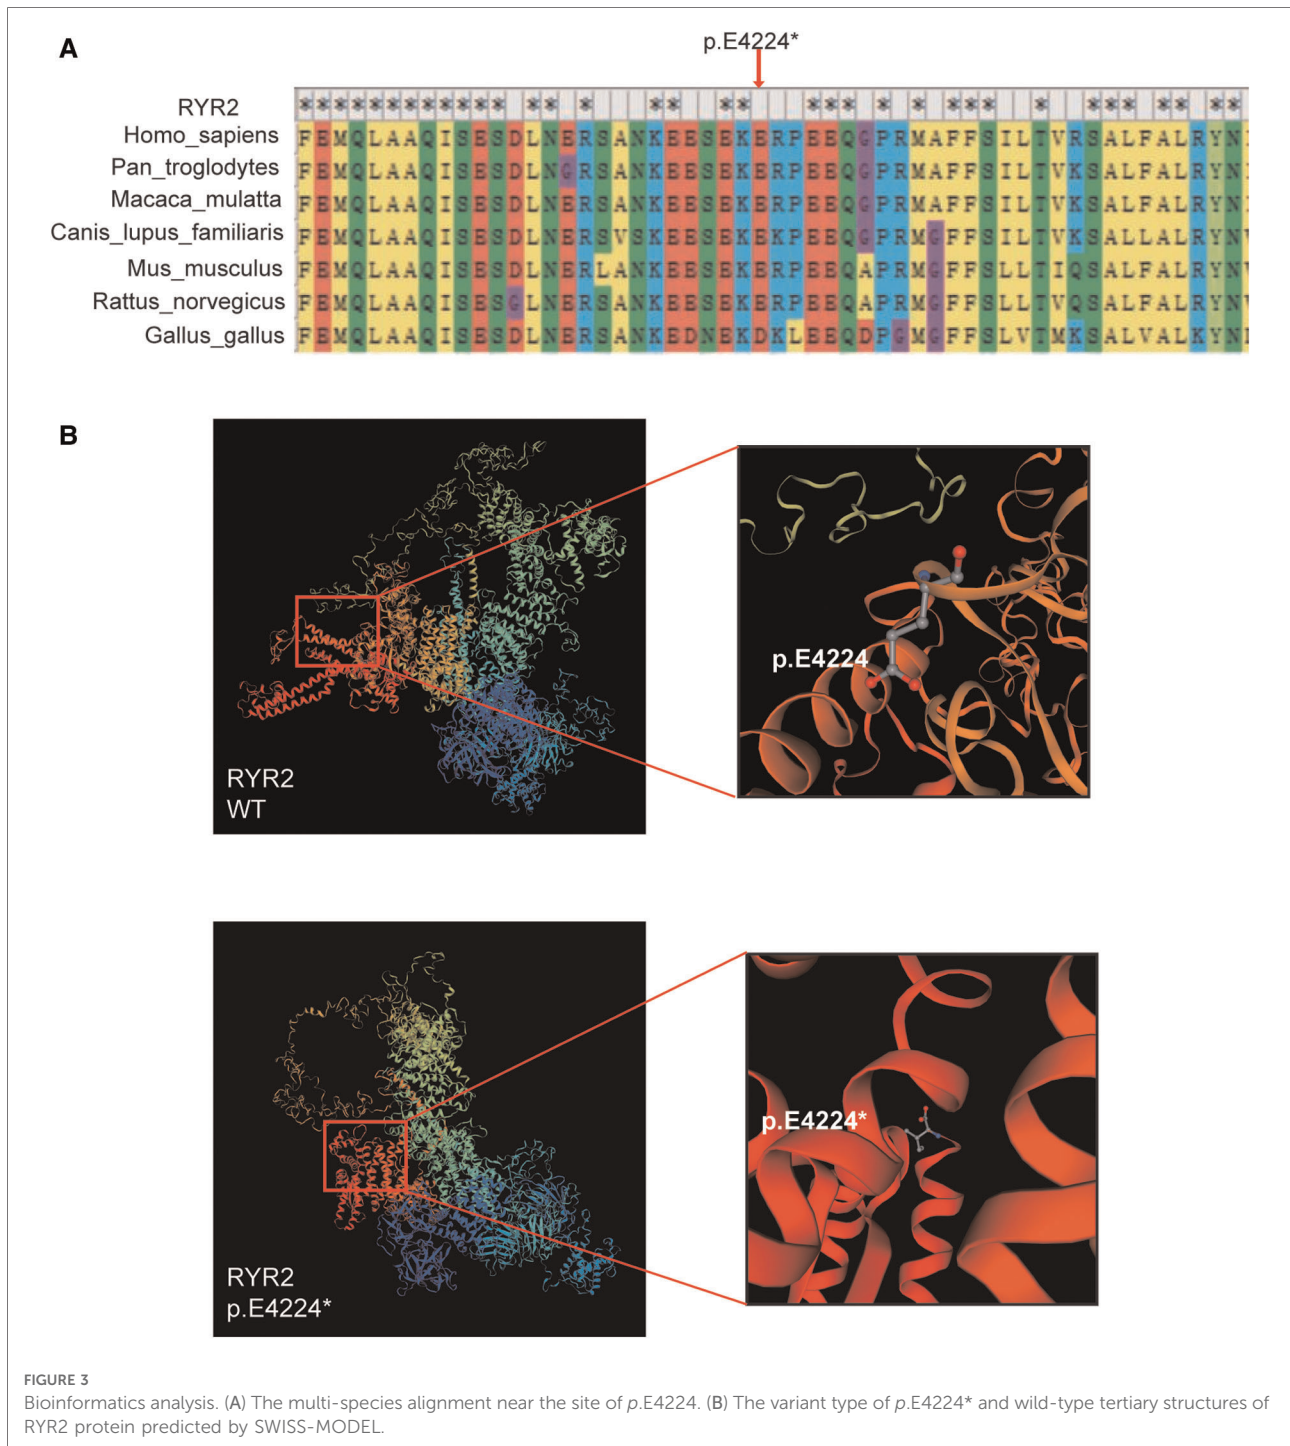 A
p.E4224*
RYR2 * * * * * * * * * * * * * * * * * * * * * * * * * * * * * * * * * * *
Homo_sapiens FEMQLAAQISESDLNERSANKEESEKERPEEQGPRMAFFSILTVRSALFALRYN
Pan_troglodytes FEMQLAAQISESDLNGRSANKEESEKERPEEQGPRMAFFSILTVKSALFALRYN
Macaca_mulatta FEMQLAAQISESDLNERSANKEESEKERPEEQGPRMAFFSILTVKSALFALRYN
Canis_lupus_familiaris FEMQLAAQISESDLNERSVSKEESEKEKPEEQGPRMGFFSILTVKSALLALRYN
Mus_musculus FEMQLAAQISESDLNERLANKEESEKERPEEQAPRMGFFSLLTIQSALFALRYN
Rattus_norvegicus FEMQLAAQISESGLNERSANKEESEKERPEEQAPRMGFFSLLTVQSALFALRYN
Gallus_gallus FEMQLAAQISESDLNERSANKEDNEKDKLEEQDPGMGFFSLVTMKSALVALKYN
B
p.E4224
RYR2
WT
p.E4224*
RYR2
p.E4224*
FIGURE 3
Bioinformatics analysis. (A) The multi-species alignment near the site of p.E4224. (B) The variant type of p.E4224* and wild-type tertiary structures of
RYR2 protein predicted by SWISS-MODEL.